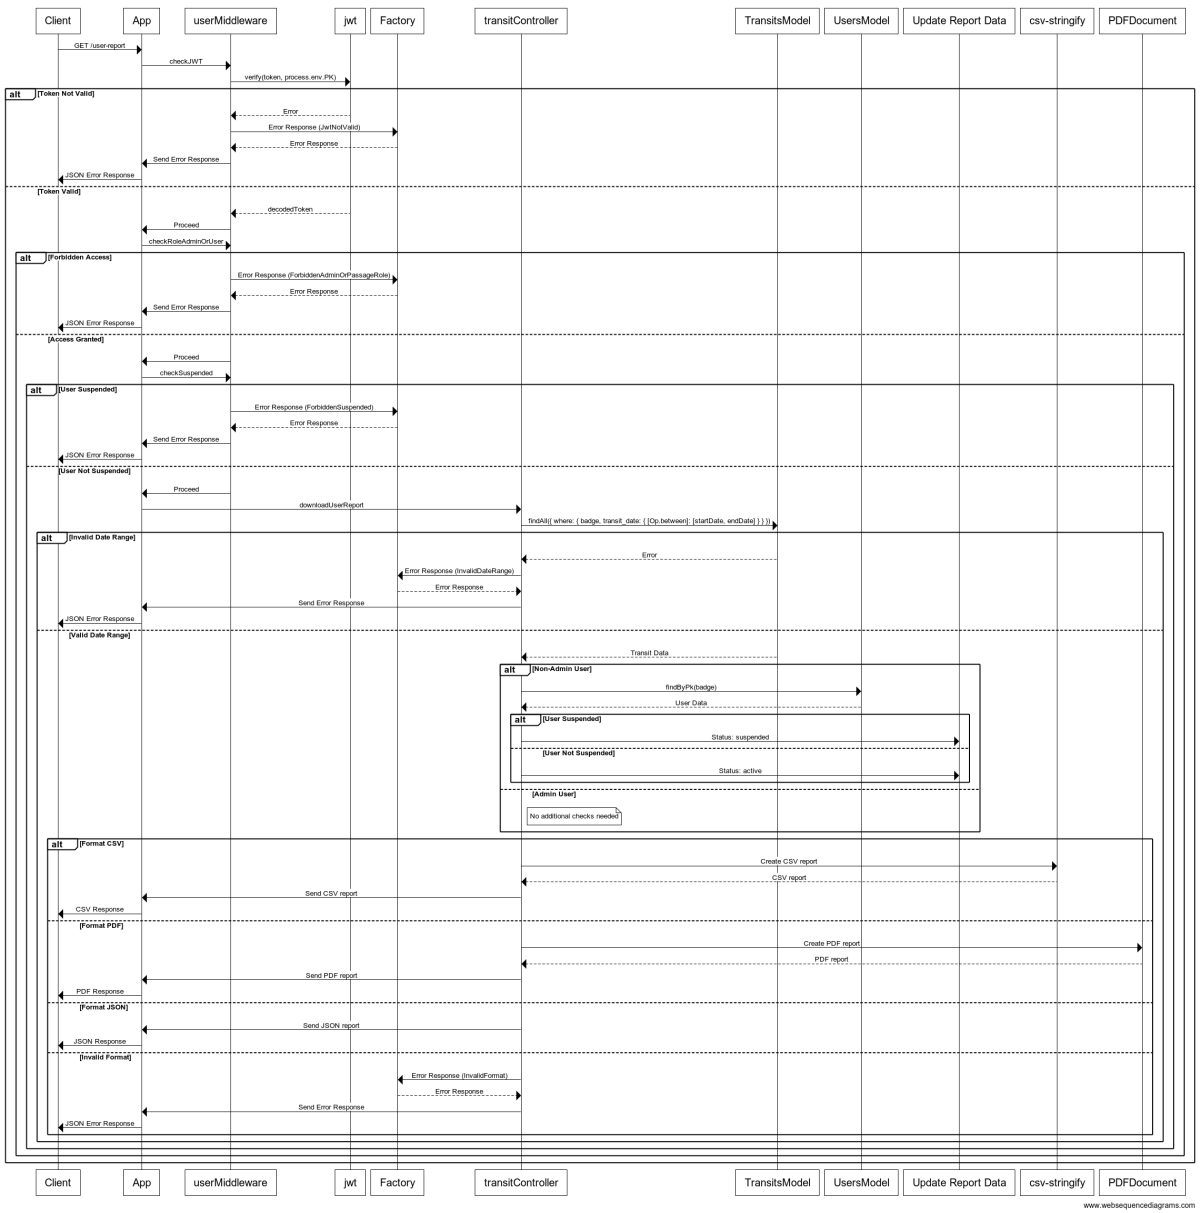 Client App userMiddleware jwt Factory transitController TransitsModel UsersModel Update Report Data csv-stringify PDFDocument
GET /user-report
checkJWT
verify(token, process.env.PK)
alt [Token Not Valid]
Error
Error Response (JwtNotValid)
Error Response
Send Error Response
JSON Error Response
[Token Valid]
decodedToken
Proceed
checkRoleAdminOrUser
alt [Forbidden Access]
Error Response (ForbiddenAdminOrPassageRole)
Error Response
Send Error Response
JSON Error Response
[Access Granted]
Proceed
checkSuspended
alt [User Suspended]
Error Response (ForbiddenSuspended)
Error Response
Send Error Response
JSON Error Response
[User Not Suspended]
Proceed
downloadUserReport
findAll({ where: { badge, transit_date: { [Op.between]: [startDate, endDate] } } })
alt [Invalid Date Range]
Error
Error Response (InvalidDateRange)
Error Response
Send Error Response
JSON Error Response
[Valid Date Range]
Transit Data
alt [Non-Admin User]
findByPk(badge)
User Data
alt [User Suspended]
Status: suspended
[User Not Suspended]
Status: active
[Admin User]
No additional checks needed
alt [Format CSV]
Create CSV report
CSV report
Send CSV report
CSV Response
[Format PDF]
Create PDF report
PDF report
Send PDF report
PDF Response
[Format JSON]
Send JSON report
JSON Response
[Invalid Format]
Error Response (InvalidFormat)
Error Response
Send Error Response
JSON Error Response
Client App userMiddleware jwt Factory transitController TransitsModel UsersModel Update Report Data csv-stringify PDFDocument
www.websequencediagrams.com